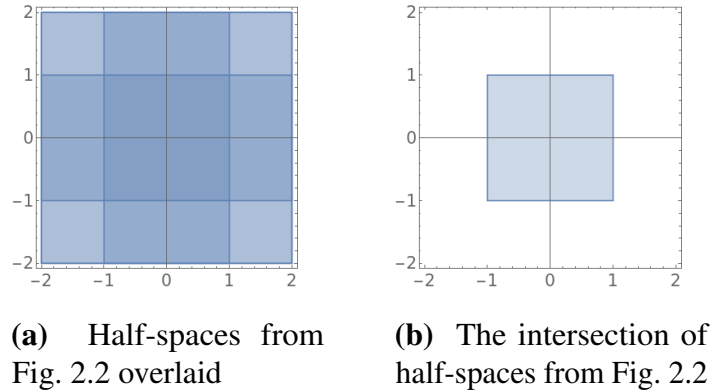 2
1
0
−1
−2
−2 −1 0 1 2
2
1
0
−1
−2
−2 −1 0 1 2
(a) Half-spaces from
Fig. 2.2 overlaid
(b) The intersection of
half-spaces from Fig. 2.2